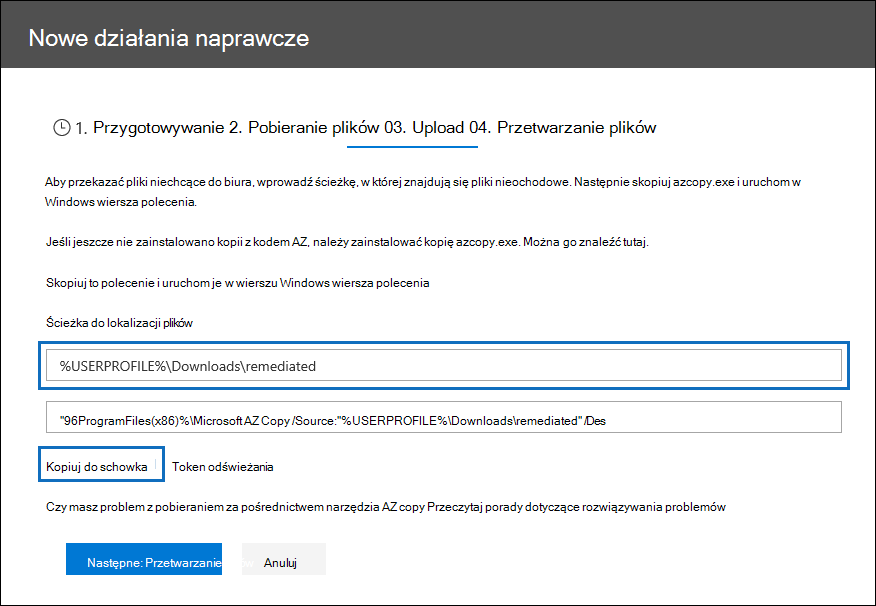 Nowe działania naprawcze
1. Przygotowywanie 2. Pobieranie plików 03. Upload 04. Przetwarzanie plików
Aby przekazać pliki niechcące do biura, wprowadź ścieżkę, w której znajdują się pliki nieochodowe. Następnie skopiuj azcopy.exe i uruchom w
Windows wiersza polecenia.
Jeśli jeszcze nie zainstalowano kopii z kodem AZ, należy zainstalować kopię azcopy.exe. Można go znaleźć tutaj.
Skopiuj to polecenie i uruchom je w wierszu Windows wiersza polecenia
Ścieżka do lokalizacji plików
%USERPROFILE%\Downloads\remediated
"96ProgramFiles(x86)%\Microsoft AZ Copy /Source:"%USERPROFILE%\Downloads\remediated" /Des
Kopiuj do schowka Token odświeżania
Czy masz problem z pobieraniem za pośrednictwem narzędzia AZ copy Przeczytaj porady dotyczące rozwiązywania problemów
Następne: Przetwarzanie Anuluj